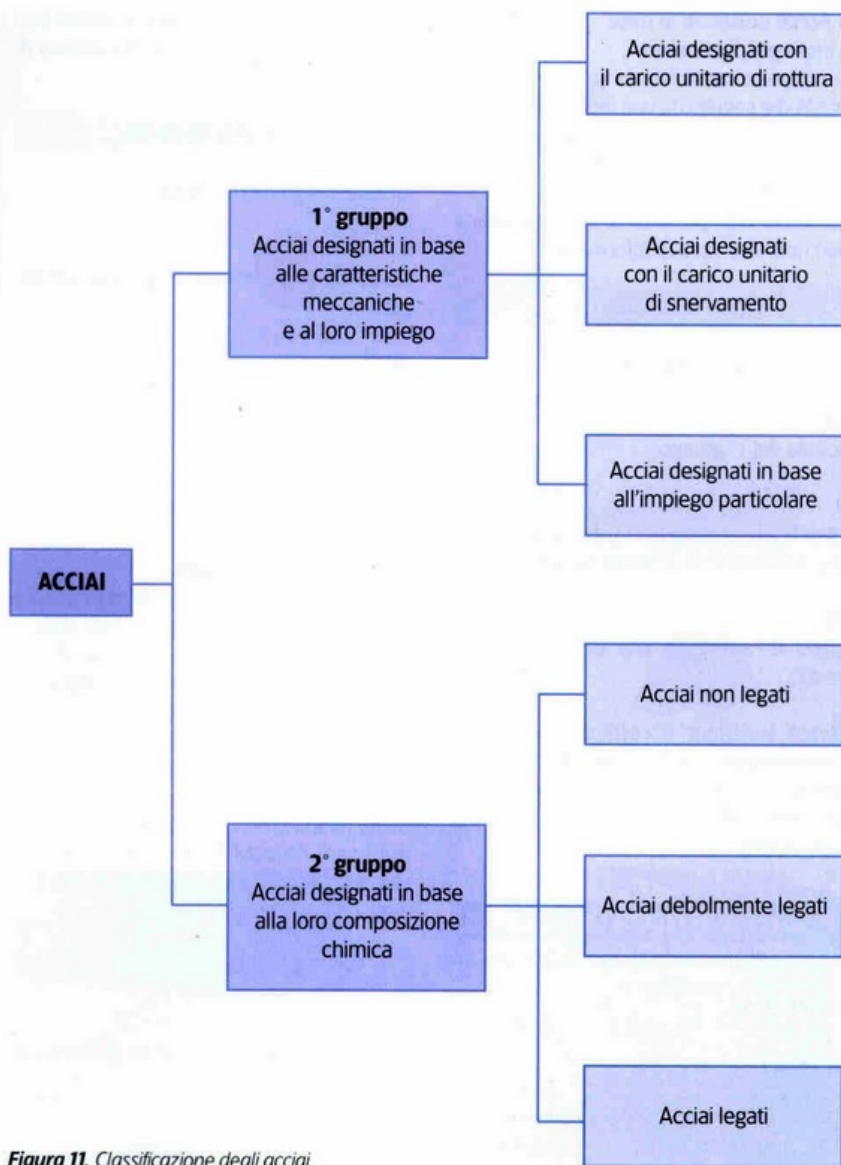 Acciai designati con
il carico unitario di rottura
1° gruppo
Acciai designati in base
alle caratteristiche
meccaniche
e al loro impiego
Acciai designati
con il carico unitario
di snervamento
Acciai designati in base
all'impiego particolare
ACCIAI
Acciai non legati
2° gruppo
Acciai designati in base
alla loro composizione
chimica
Acciai debolmente legati
Acciai legati
Figura 11. Classificazione degli acciai